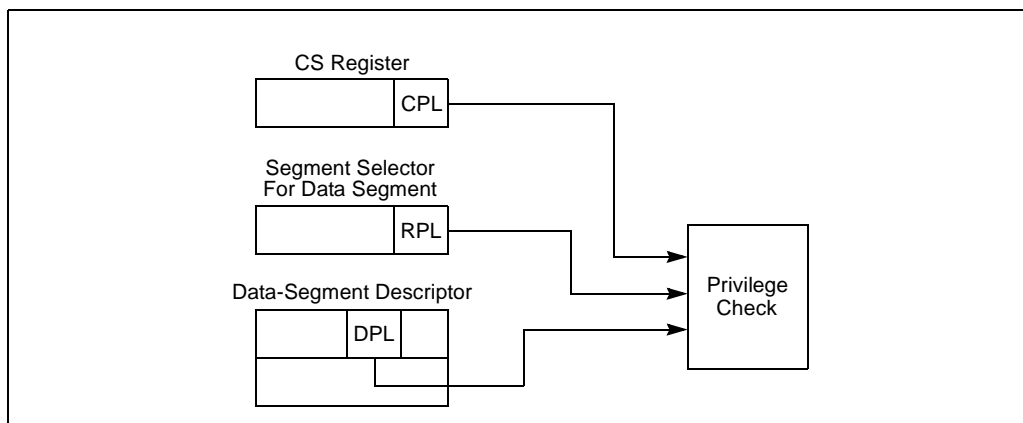 CS Register
CPL
Segment Selector
For Data Segment
RPL
Data-Segment Descriptor
DPL
Privilege
Check